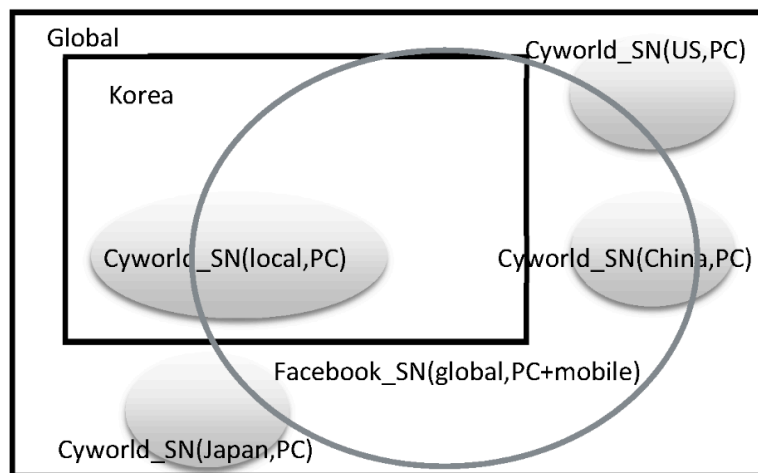 Global
Cyworld_SN(US,PC)
Korea
Cyworld_SN(local,PC)
Cyworld_SN(China,PC)
Facebook_SN(global,PC+mobile)
Cyworld_SN(Japan,PC)